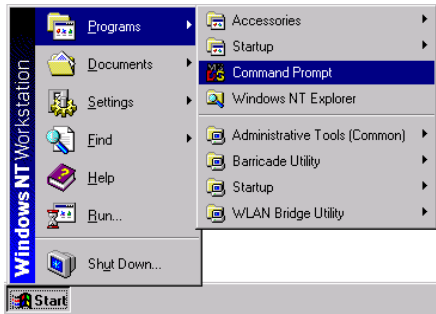 Windows NT Workstation
Programs
Documents
Settings
Find
Help
Run...
Shut Down...
Accessories
Startup
Command Prompt
Windows NT Explorer
Administrative Tools (Common)
Barricade Utility
Startup
WLAN Bridge Utility
Start